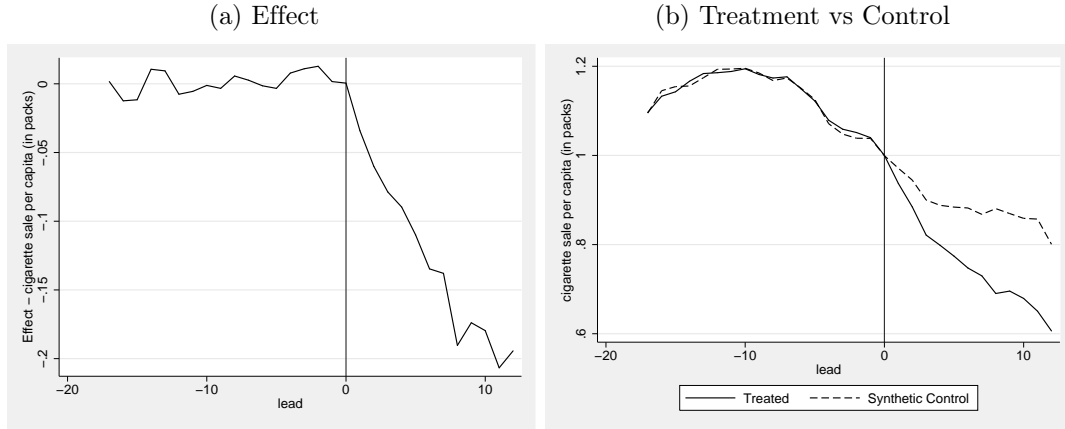 (a) Effect
Effect − cigarette sale per capita (in packs)
0
−.05
−.1
−.15
−.2
−20
−10
0
10
lead
(b) Treatment vs Control
cigarette sale per capita (in packs)
1.2
1
.8
.6
−20
−10
0
10
lead
Treated
Synthetic Control